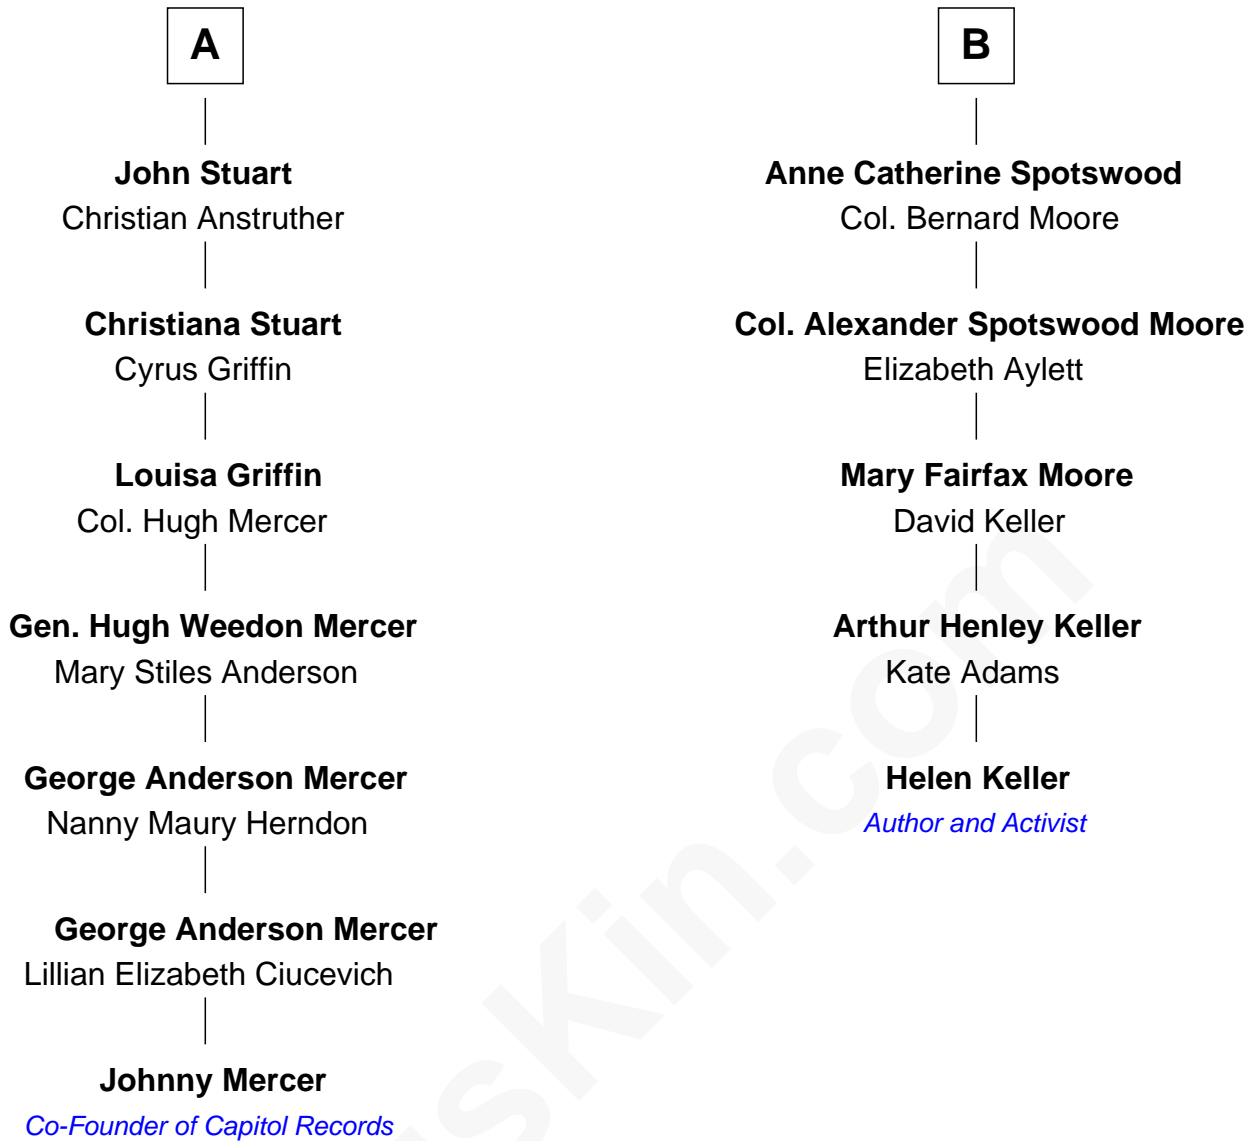 A
John Stuart
Christian Anstruther
Christiana Stuart
Cyrus Griffin
Louisa Griffin
Col. Hugh Mercer
Gen. Hugh Weedon Mercer
Mary Stiles Anderson
George Anderson Mercer
Nanny Maury Herndon
George Anderson Mercer
Lillian Elizabeth Ciucevich
Johnny Mercer
Co-Founder of Capitol Records
B
Anne Catherine Spotswood
Col. Bernard Moore
Col. Alexander Spotswood Moore
Elizabeth Aylett
Mary Fairfax Moore
David Keller
Arthur Henley Keller
Kate Adams
Helen Keller
Author and Activist
sKin.com